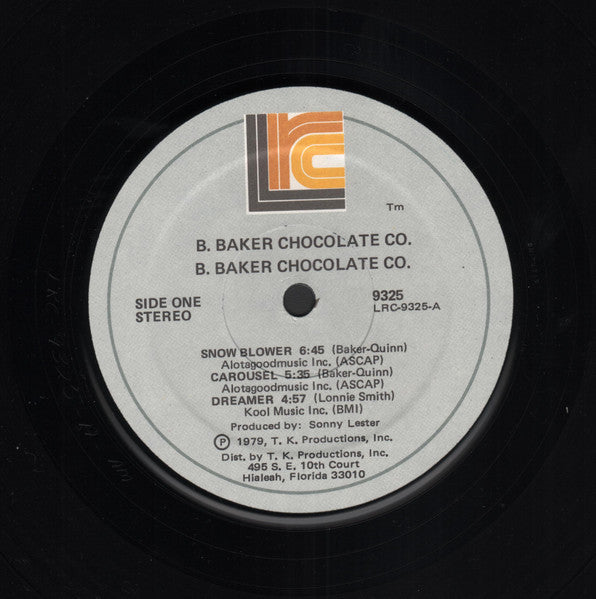 lrc
Tm
B. BAKER CHOCOLATE CO.
B. BAKER CHOCOLATE CO.
SIDE ONE
STEREO
9325
LRC-9325-A
SNOW BLOWER 6:45 (Baker-Quinn)
Alotagoodmusic Inc. (ASCAP)
CAROUSEL 5:35 (Baker-Quinn)
Alotagoodmusic Inc. (ASCAP)
DREAMER 4:57 (Lonnie Smith)
Kool Music Inc. (BMI)
Produced by: Sonny Lester
Ⓟ 1979, T. K. Productions, Inc.
Dist. by T. K. Productions, Inc.
495 S. E. 10th Court
Hialeah, Florida 33010